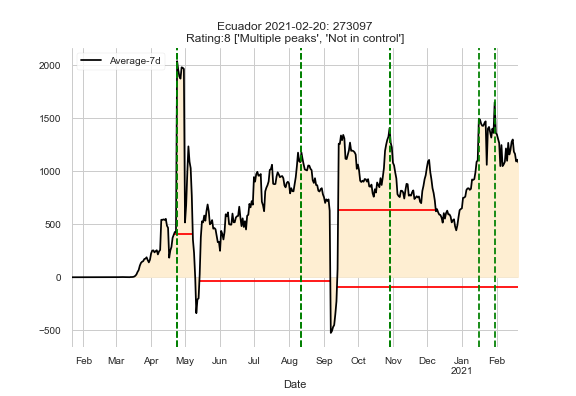 Ecuador 2021-02-20: 273097
Rating:8 ['Multiple peaks', 'Not in control']
Average-7d
2000
1500
1000
500
0
−500
Feb Mar Apr May Jun Jul Aug Sep Oct Nov Dec Jan Feb
2021
Date